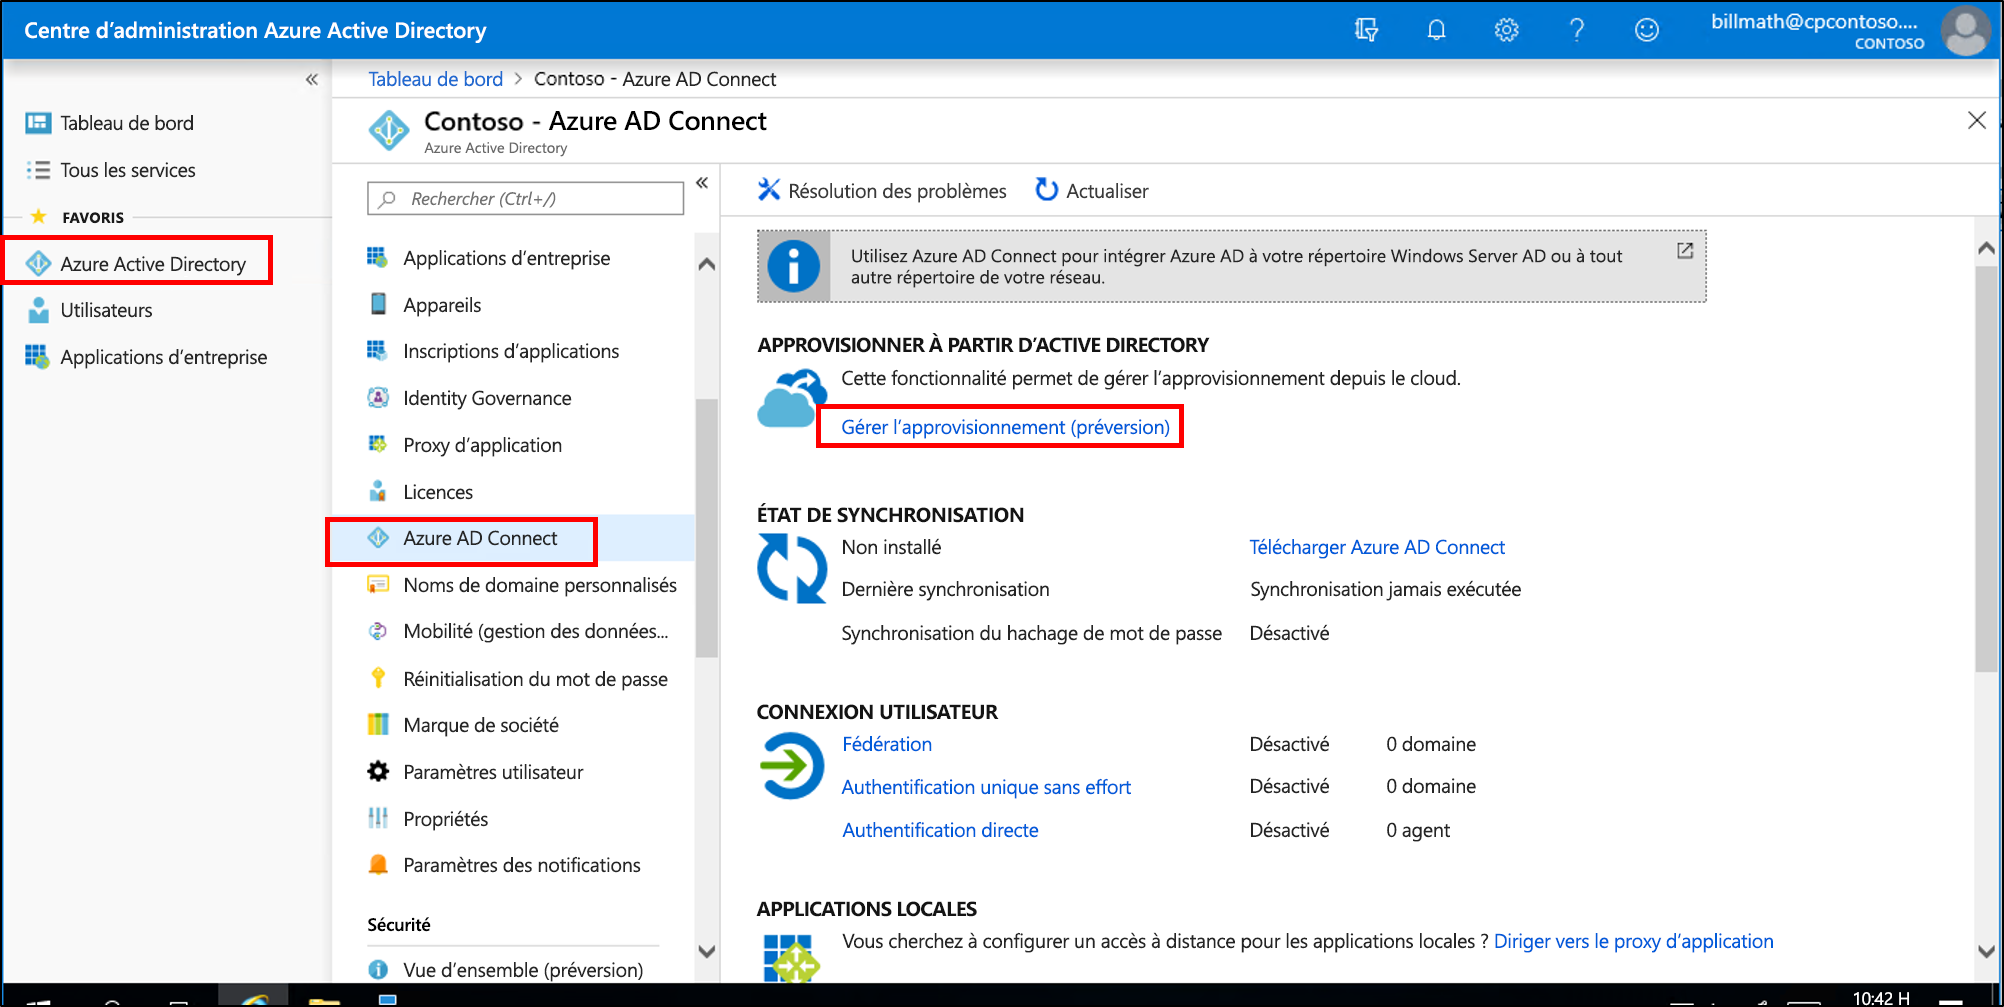 Centre d’administration Azure Active Directory
billmath@cpcontoso....
CONTOSO
Tableau de bord
Tous les services
FAVORIS
Azure Active Directory
Utilisateurs
Applications d’entreprise
Tableau de bord > Contoso - Azure AD Connect
Contoso - Azure AD Connect
Azure Active Directory
Rechercher (Ctrl+/)
Applications d’entreprise
Appareils
Inscriptions d’applications
Identity Governance
Proxy d’application
Licences
Azure AD Connect
Noms de domaine personnalisés
Mobilité (gestion des données...
Réinitialisation du mot de passe
Marque de société
Paramètres utilisateur
Propriétés
Paramètres des notifications
Sécurité
Vue d’ensemble (préversion)
Résolution des problèmes
Actualiser
Utilisez Azure AD Connect pour intégrer Azure AD à votre répertoire Windows Server AD ou à tout
autre répertoire de votre réseau.
APPROVISIONNER À PARTIR D’ACTIVE DIRECTORY
Cette fonctionnalité permet de gérer l’approvisionnement depuis le cloud.
Gérer l’approvisionnement (préversion)
ÉTAT DE SYNCHRONISATION
Non installé Télécharger Azure AD Connect
Dernière synchronisation Synchronisation jamais exécutée
Synchronisation du hachage de mot de passe Désactivé
CONNEXION UTILISATEUR
Fédération Désactivé 0 domaine
Authentification unique sans effort Désactivé 0 domaine
Authentification directe Désactivé 0 agent
APPLICATIONS LOCALES
Vous cherchez à configurer un accès à distance pour les applications locales ? Diriger vers le proxy d’application
10:42 H